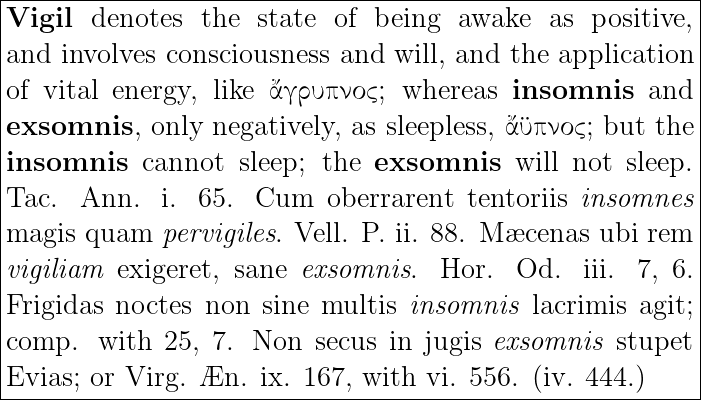 Vigil denotes the state of being awake as positive,
and involves consciousness and will, and the application
of vital energy, like ἄγρυπνος; whereas insomnis and
exsomnis, only negatively, as sleepless, ἄϋπνος; but the
insomnis cannot sleep; the exsomnis will not sleep.
Tac. Ann. i. 65. Cum oberrarent tentoriis insomnes
magis quam pervigiles. Vell. P. ii. 88. Mæcenas ubi rem
vigiliam exigeret, sane exsomnis. Hor. Od. iii. 7, 6.
Frigidas noctes non sine multis insomnis lacrimis agit;
comp. with 25, 7. Non secus in jugis exsomnis stupet
Evias; or Virg. Æn. ix. 167, with vi. 556. (iv. 444.)